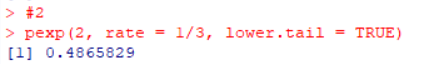 > #2
> pexp(2, rate = 1/3, lower.tail = TRUE)
[1] 0.4865829